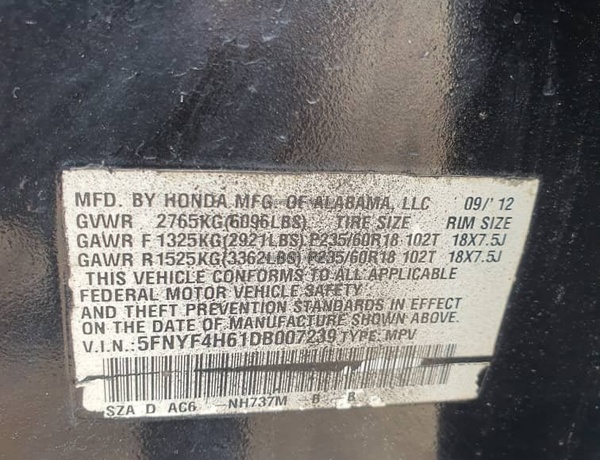 MFD. BY HONDA MFG. OF ALABAMA, LLC 09/'12
GVWR 2765KG(6096LBS) TIRE SIZE RIM SIZE
GAWR F 1325KG(2921LBS) P235/60R18 102T 18X7.5J
GAWR R 1525KG(3362LBS) P235/60R18 102T 18X7.5J
THIS VEHICLE CONFORMS TO ALL APPLICABLE
FEDERAL MOTOR VEHICLE SAFETY
AND THEFT PREVENTION STANDARDS IN EFFECT
ON THE DATE OF MANUFACTURE SHOWN ABOVE.
V.I.N.: 5FNYF4H61DB007239 TYPE: MPV
SZA D AC6 -NH737M B B